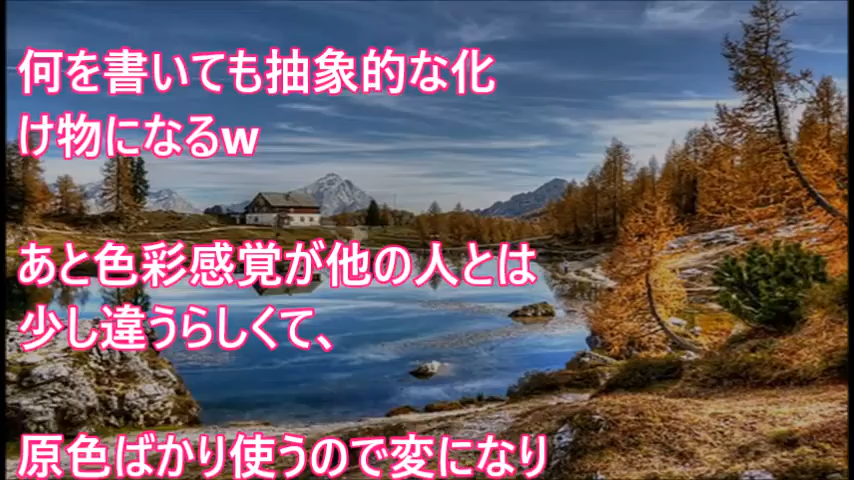 何を書いても抽象的な化
け物になるw
あと色彩感覚が他の人とは
少し違うらしくて、
原色ばかり使うので変になり